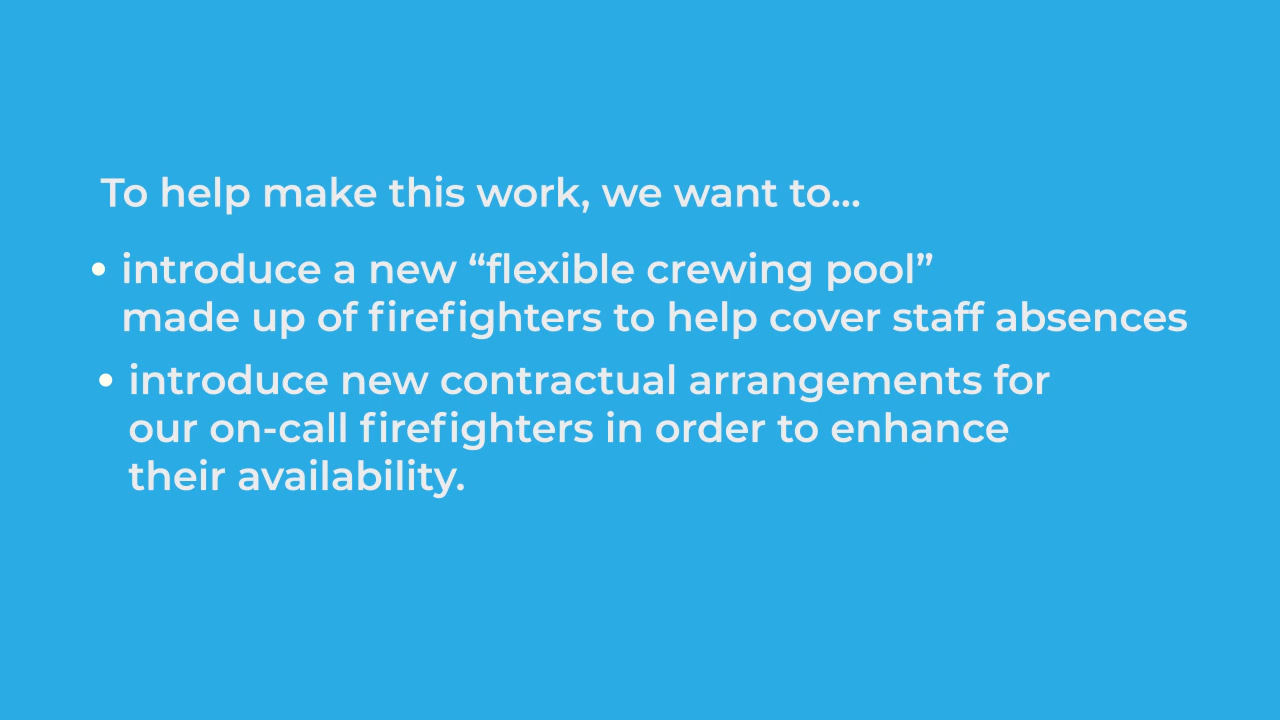 To help make this work, we want to...
• introduce a new “flexible crewing pool”
made up of firefighters to help cover staff absences
• introduce new contractual arrangements for
our on-call firefighters in order to enhance
their availability.